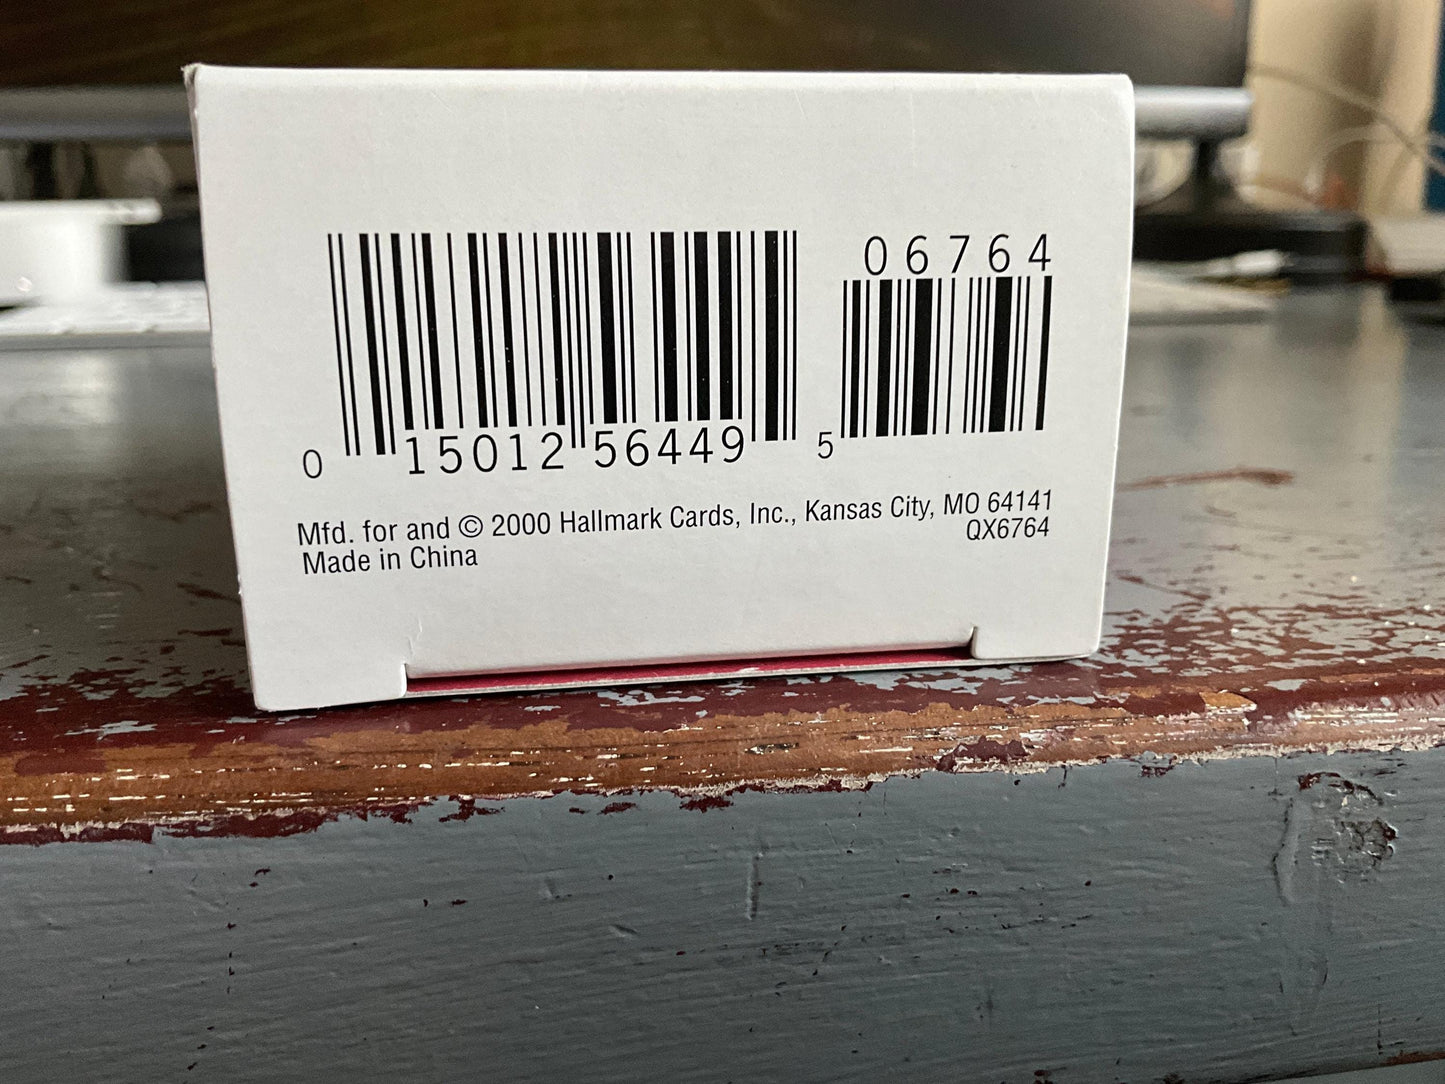 06764
0 15012 56449 5
Mfd. for and © 2000 Hallmark Cards, Inc., Kansas City, MO 64141
QX6764
Made in China